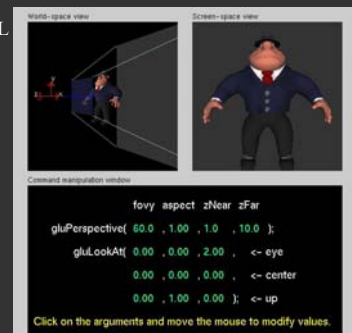 L
World-space view
Screen-space view
y
z
x
Command manipulation window
fovy aspect zNear zFar
gluPerspective( 60.0 , 1.00 , 1.0 , 10.0 );
gluLookAt( 0.00 , 0.00 , 2.00 , <- eye
0.00 , 0.00 , 0.00 , <- center
0.00 , 1.00 , 0.00 ); <- up
Click on the arguments and move the mouse to modify values.